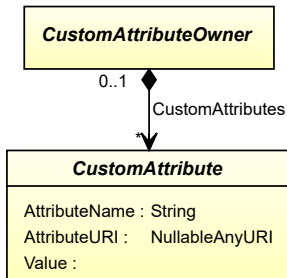 CustomAttributeOwner
0..1
CustomAttributes
*
CustomAttribute
AttributeName : String
AttributeURI : NullableAnyURI
Value :